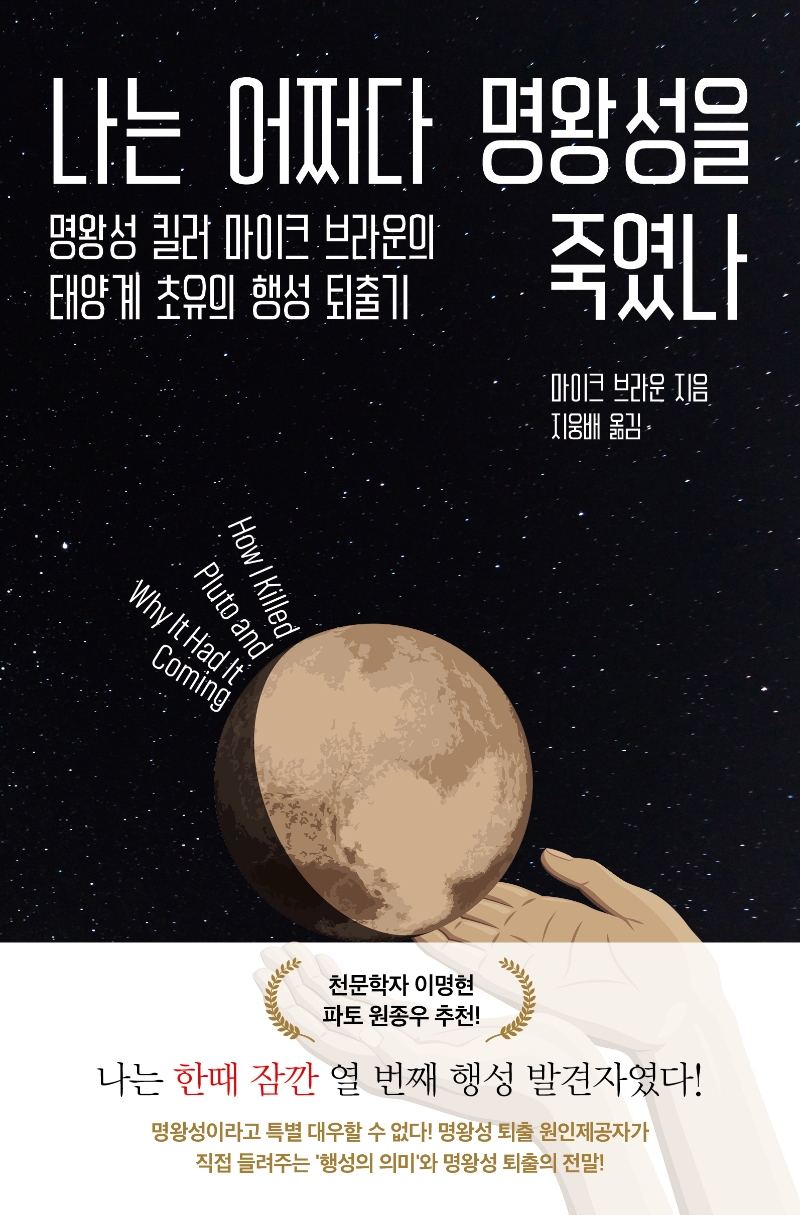 나는 어쩌다 명왕성을
죽였나
명왕성 킬러 마이크 브라운의
태양계 초유의 행성 퇴출기
마이크 브라운 지음
지웅배 옮김
How I Killed
Pluto and
Why It Had It
Coming
천문학자 이명현
파토 원종우 추천!
나는 한때 잠깐 열 번째 행성 발견자였다!
명왕성이라고 특별 대우할 수 없다! 명왕성 퇴출 원인제공자가
직접 들려주는 '행성의 의미'와 명왕성 퇴출의 전말!